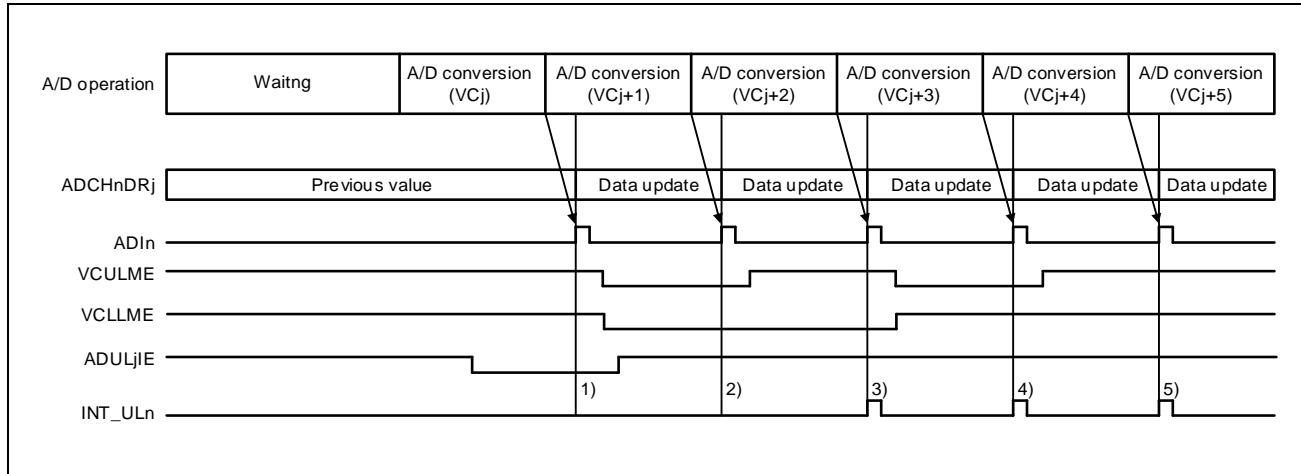 A/D operation
Waitng
A/D conversion
(VCj)
A/D conversion
(VCj+1)
A/D conversion
(VCj+2)
A/D conversion
(VCj+3)
A/D conversion
(VCj+4)
A/D conversion
(VCj+5)
ADCHnDRj
Previous value
Data update
Data update
Data update
Data update
Data update
ADIn
VCULME
VCLLME
ADULjIE
1)
2)
3)
4)
5)
INT_ULn